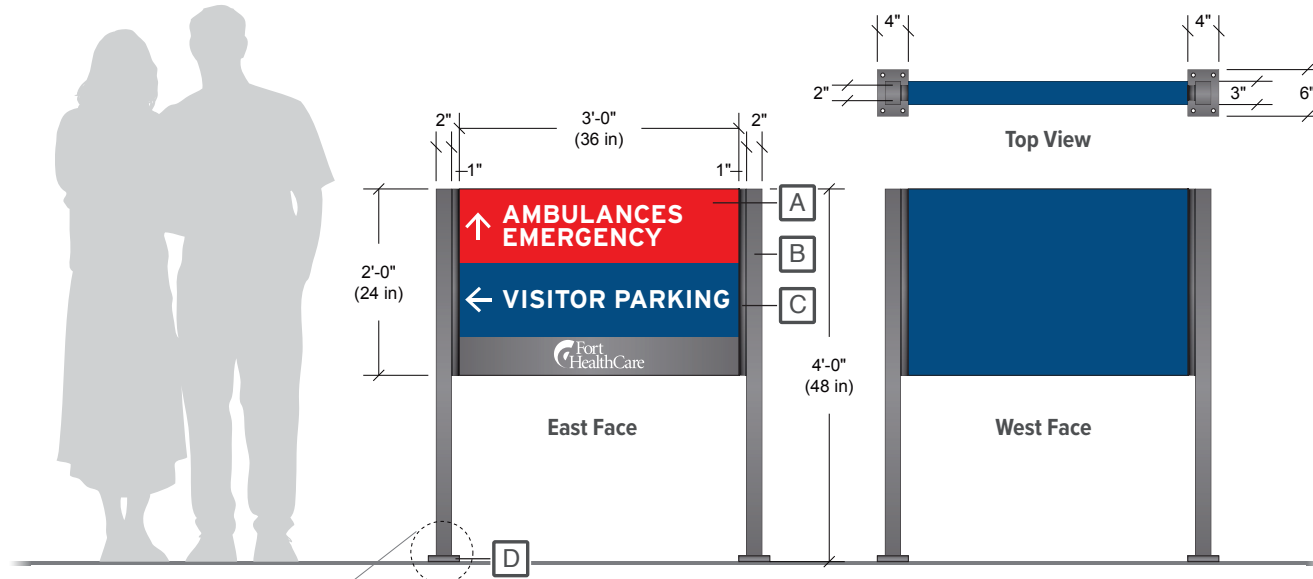 4"
4"
2"
3"
6"
Top View
2"
3'-0"
(36 in)
2"
1"
1"
A
AMBULANCES
EMERGENCY
B
2'-0"
(24 in)
VISITOR PARKING
C
Fort
HealthCare
4'-0"
(48 in)
East Face
West Face
D